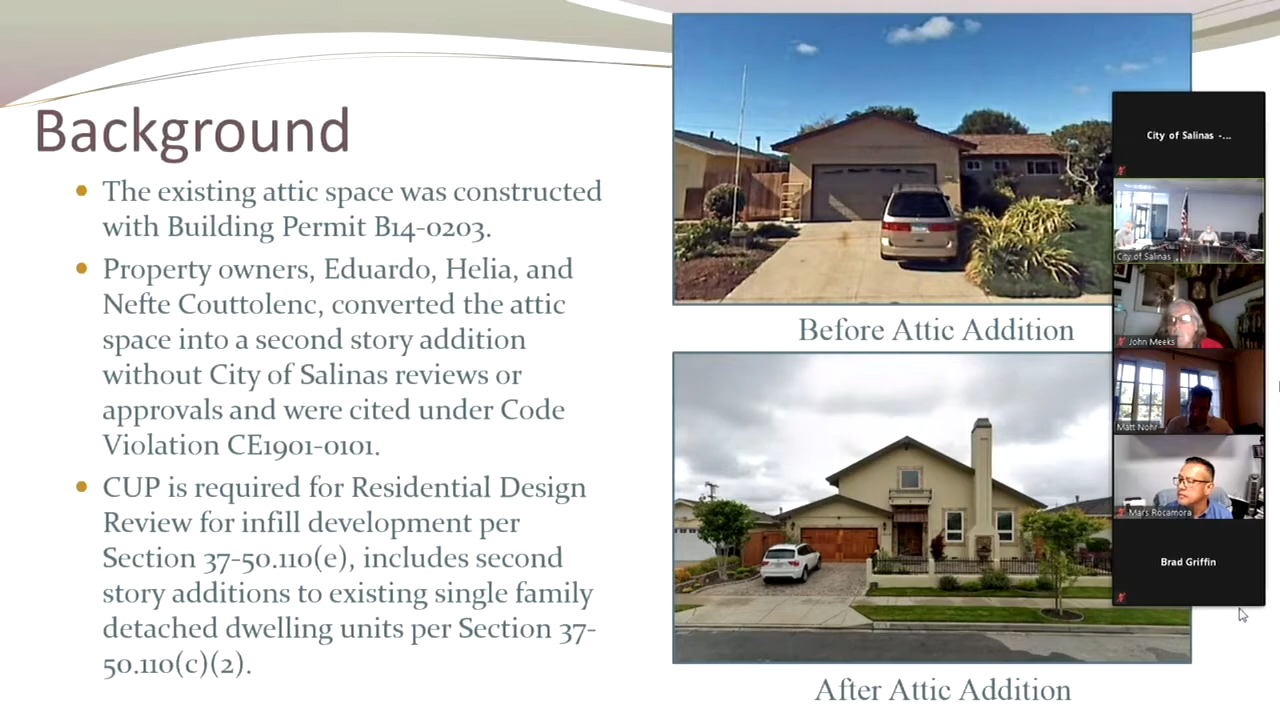 Background
The existing attic space was constructed
with Building Permit B14-0203.
Property owners, Eduardo, Helia, and
Nefte Couttolenc, converted the attic
space into a second story addition
without City of Salinas reviews or
approvals and were cited under Code
Violation CE1901-0101.
CUP is required for Residential Design
Review for infill development per
Section 37-50.110(e), includes second
story additions to existing single family
detached dwelling units per Section 37-
50.110(c)(2).
Before Attic Addition
After Attic Addition
City of Salinas -...
City of Salinas
John Meeks
Matt Nohr
Mars Rocamora
Brad Griffin